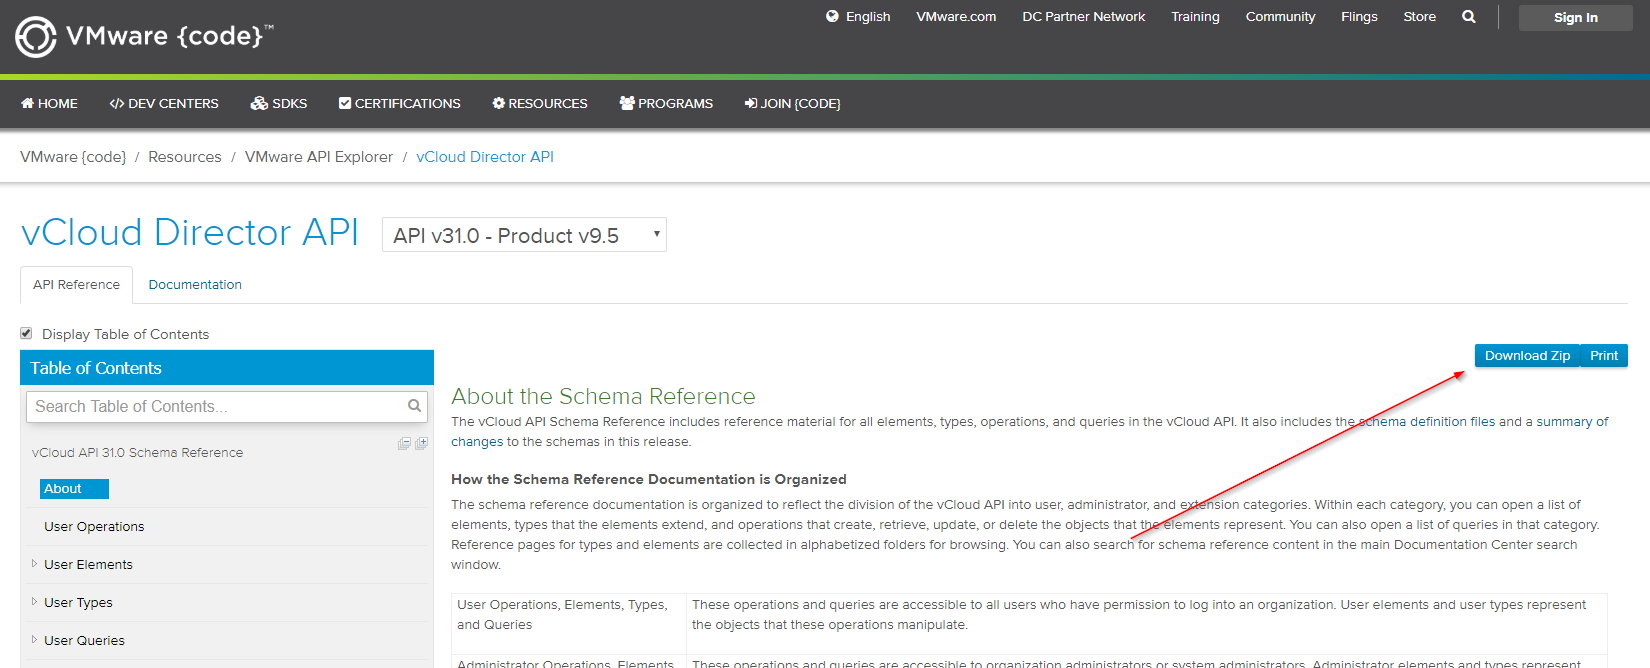 VMware {code}™
English VMware.com DC Partner Network Training Community Flings Store Sign In
HOME DEV CENTERS SDKS CERTIFICATIONS RESOURCES PROGRAMS JOIN {CODE}
VMware {code} / Resources / VMware API Explorer / vCloud Director API
vCloud Director API API v31.0 - Product v9.5
API Reference Documentation
Display Table of Contents
Table of Contents
Search Table of Contents...
vCloud API 31.0 Schema Reference
About
User Operations
User Elements
User Types
User Queries
Download Zip Print
About the Schema Reference
The vCloud API Schema Reference includes reference material for all elements, types, operations, and queries in the vCloud API. It also includes the schema definition files and a summary of
changes to the schemas in this release.
How the Schema Reference Documentation is Organized
The schema reference documentation is organized to reflect the division of the vCloud API into user, administrator, and extension categories. Within each category, you can open a list of
elements, types that the elements extend, and operations that create, retrieve, update, or delete the objects that the elements represent. You can also open a list of queries in that category.
Reference pages for types and elements are collected in alphabetized folders for browsing. You can also search for schema reference content in the main Documentation Center search
window.
User Operations, Elements, Types,
and Queries
These operations and queries are accessible to all users who have permission to log into an organization. User elements and user types represent
the objects that these operations manipulate.
Administrator Operations, Elements
These operations and queries are accessible to organization administrators or system administrators. Administrator elements and types represent